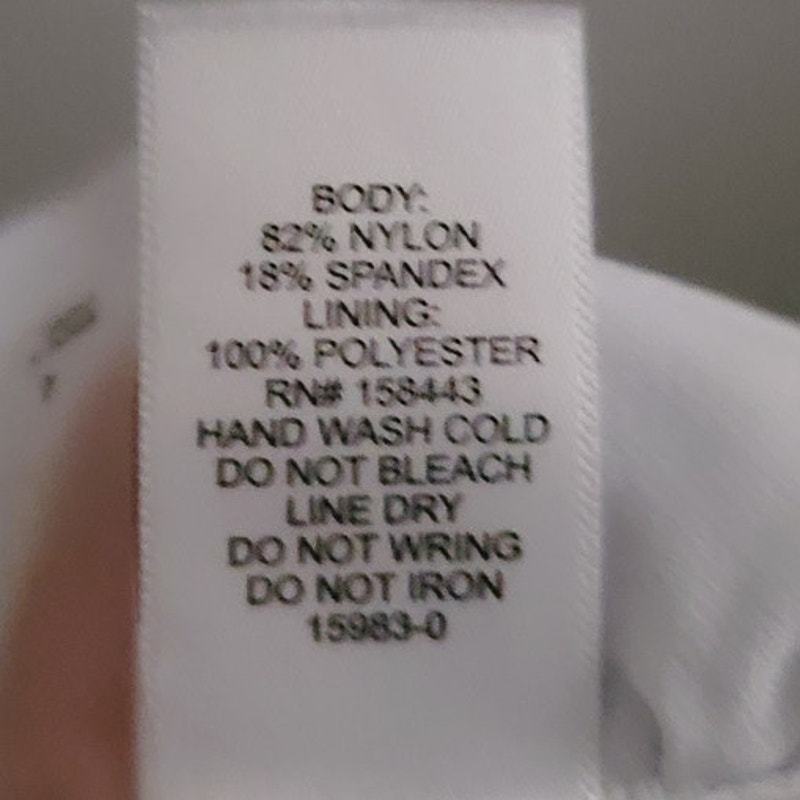 BODY:
82% NYLON
18% SPANDEX
LINING:
100% POLYESTER
RN# 158443
HAND WASH COLD
DO NOT BLEACH
LINE DRY
DO NOT WRING
DO NOT IRON
15983-0